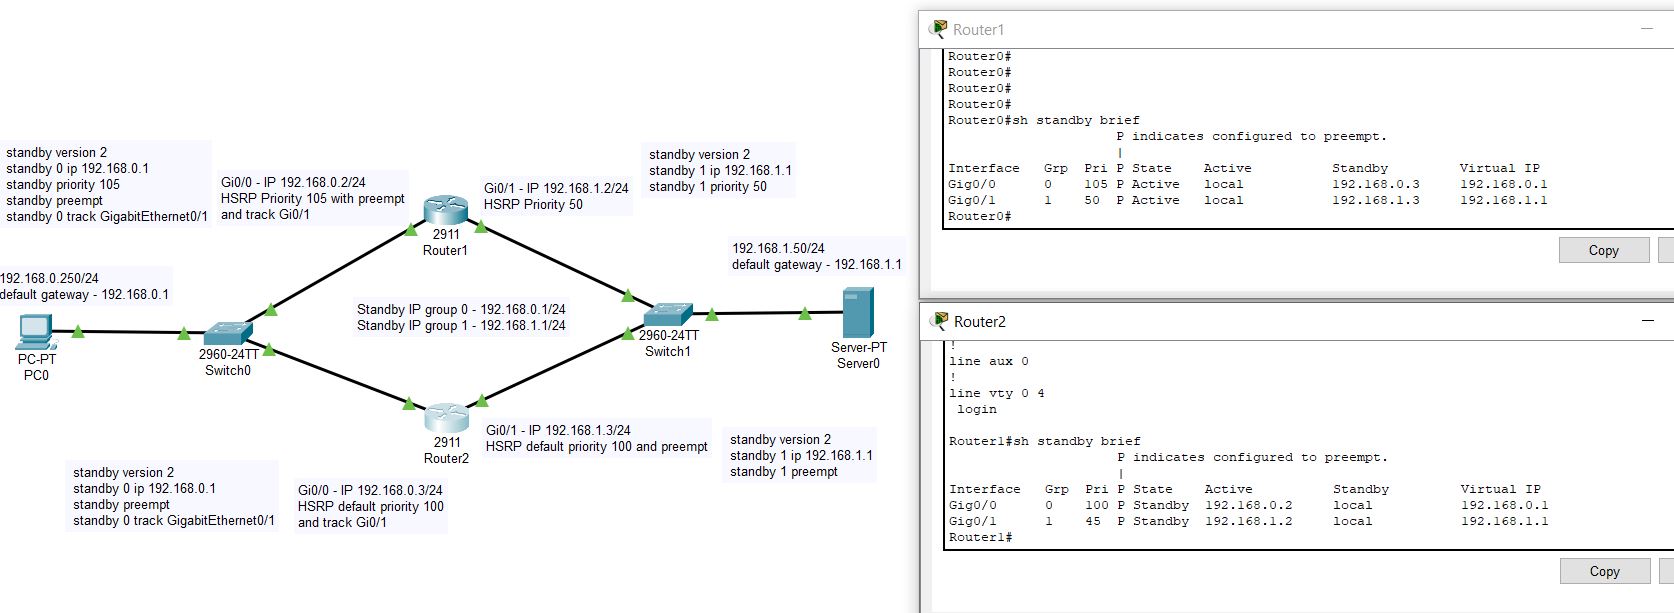 standby version 2
standby 0 ip 192.168.0.1
standby priority 105
standby preempt
standby 0 track GigabitEthernet0/1
Gi0/0 - IP 192.168.0.2/24
HSRP Priority 105 with preempt
and track Gi0/1
Gi0/1 - IP 192.168.1.2/24
HSRP Priority 50
standby version 2
standby 1 ip 192.168.1.1
standby 1 priority 50
2911
Router1
192.168.1.50/24
default gateway - 192.168.1.1
192.168.0.250/24
default gateway - 192.168.0.1
Standby IP group 0 - 192.168.0.1/24
Standby IP group 1 - 192.168.1.1/24
PC-PT
PC0
2960-24TT
Switch0
2960-24TT
Switch1
Server-PT
Server0
2911
Router2
Gi0/1 - IP 192.168.1.3/24
HSRP default priority 100 and preempt
standby version 2
standby 1 ip 192.168.1.1
standby 1 preempt
standby version 2
standby 0 ip 192.168.0.1
standby preempt
standby 0 track GigabitEthernet0/1
Gi0/0 - IP 192.168.0.3/24
HSRP default priority 100
and track Gi0/1
Router1
Router0#
Router0#
Router0#
Router0#
Router0#sh standby brief
P indicates configured to preempt.
|
Interface Grp Pri P State Active Standby Virtual IP
Gig0/0 0 105 P Active local 192.168.0.3 192.168.0.1
Gig0/1 1 50 P Active local 192.168.1.3 192.168.1.1
Router0#
Copy
Router2
!
line aux 0
!
line vty 0 4
login
Router1#sh standby brief
P indicates configured to preempt.
|
Interface Grp Pri P State Active Standby Virtual IP
Gig0/0 0 100 P Standby 192.168.0.2 local 192.168.0.1
Gig0/1 1 45 P Standby 192.168.1.2 local 192.168.1.1
Router1#
Copy